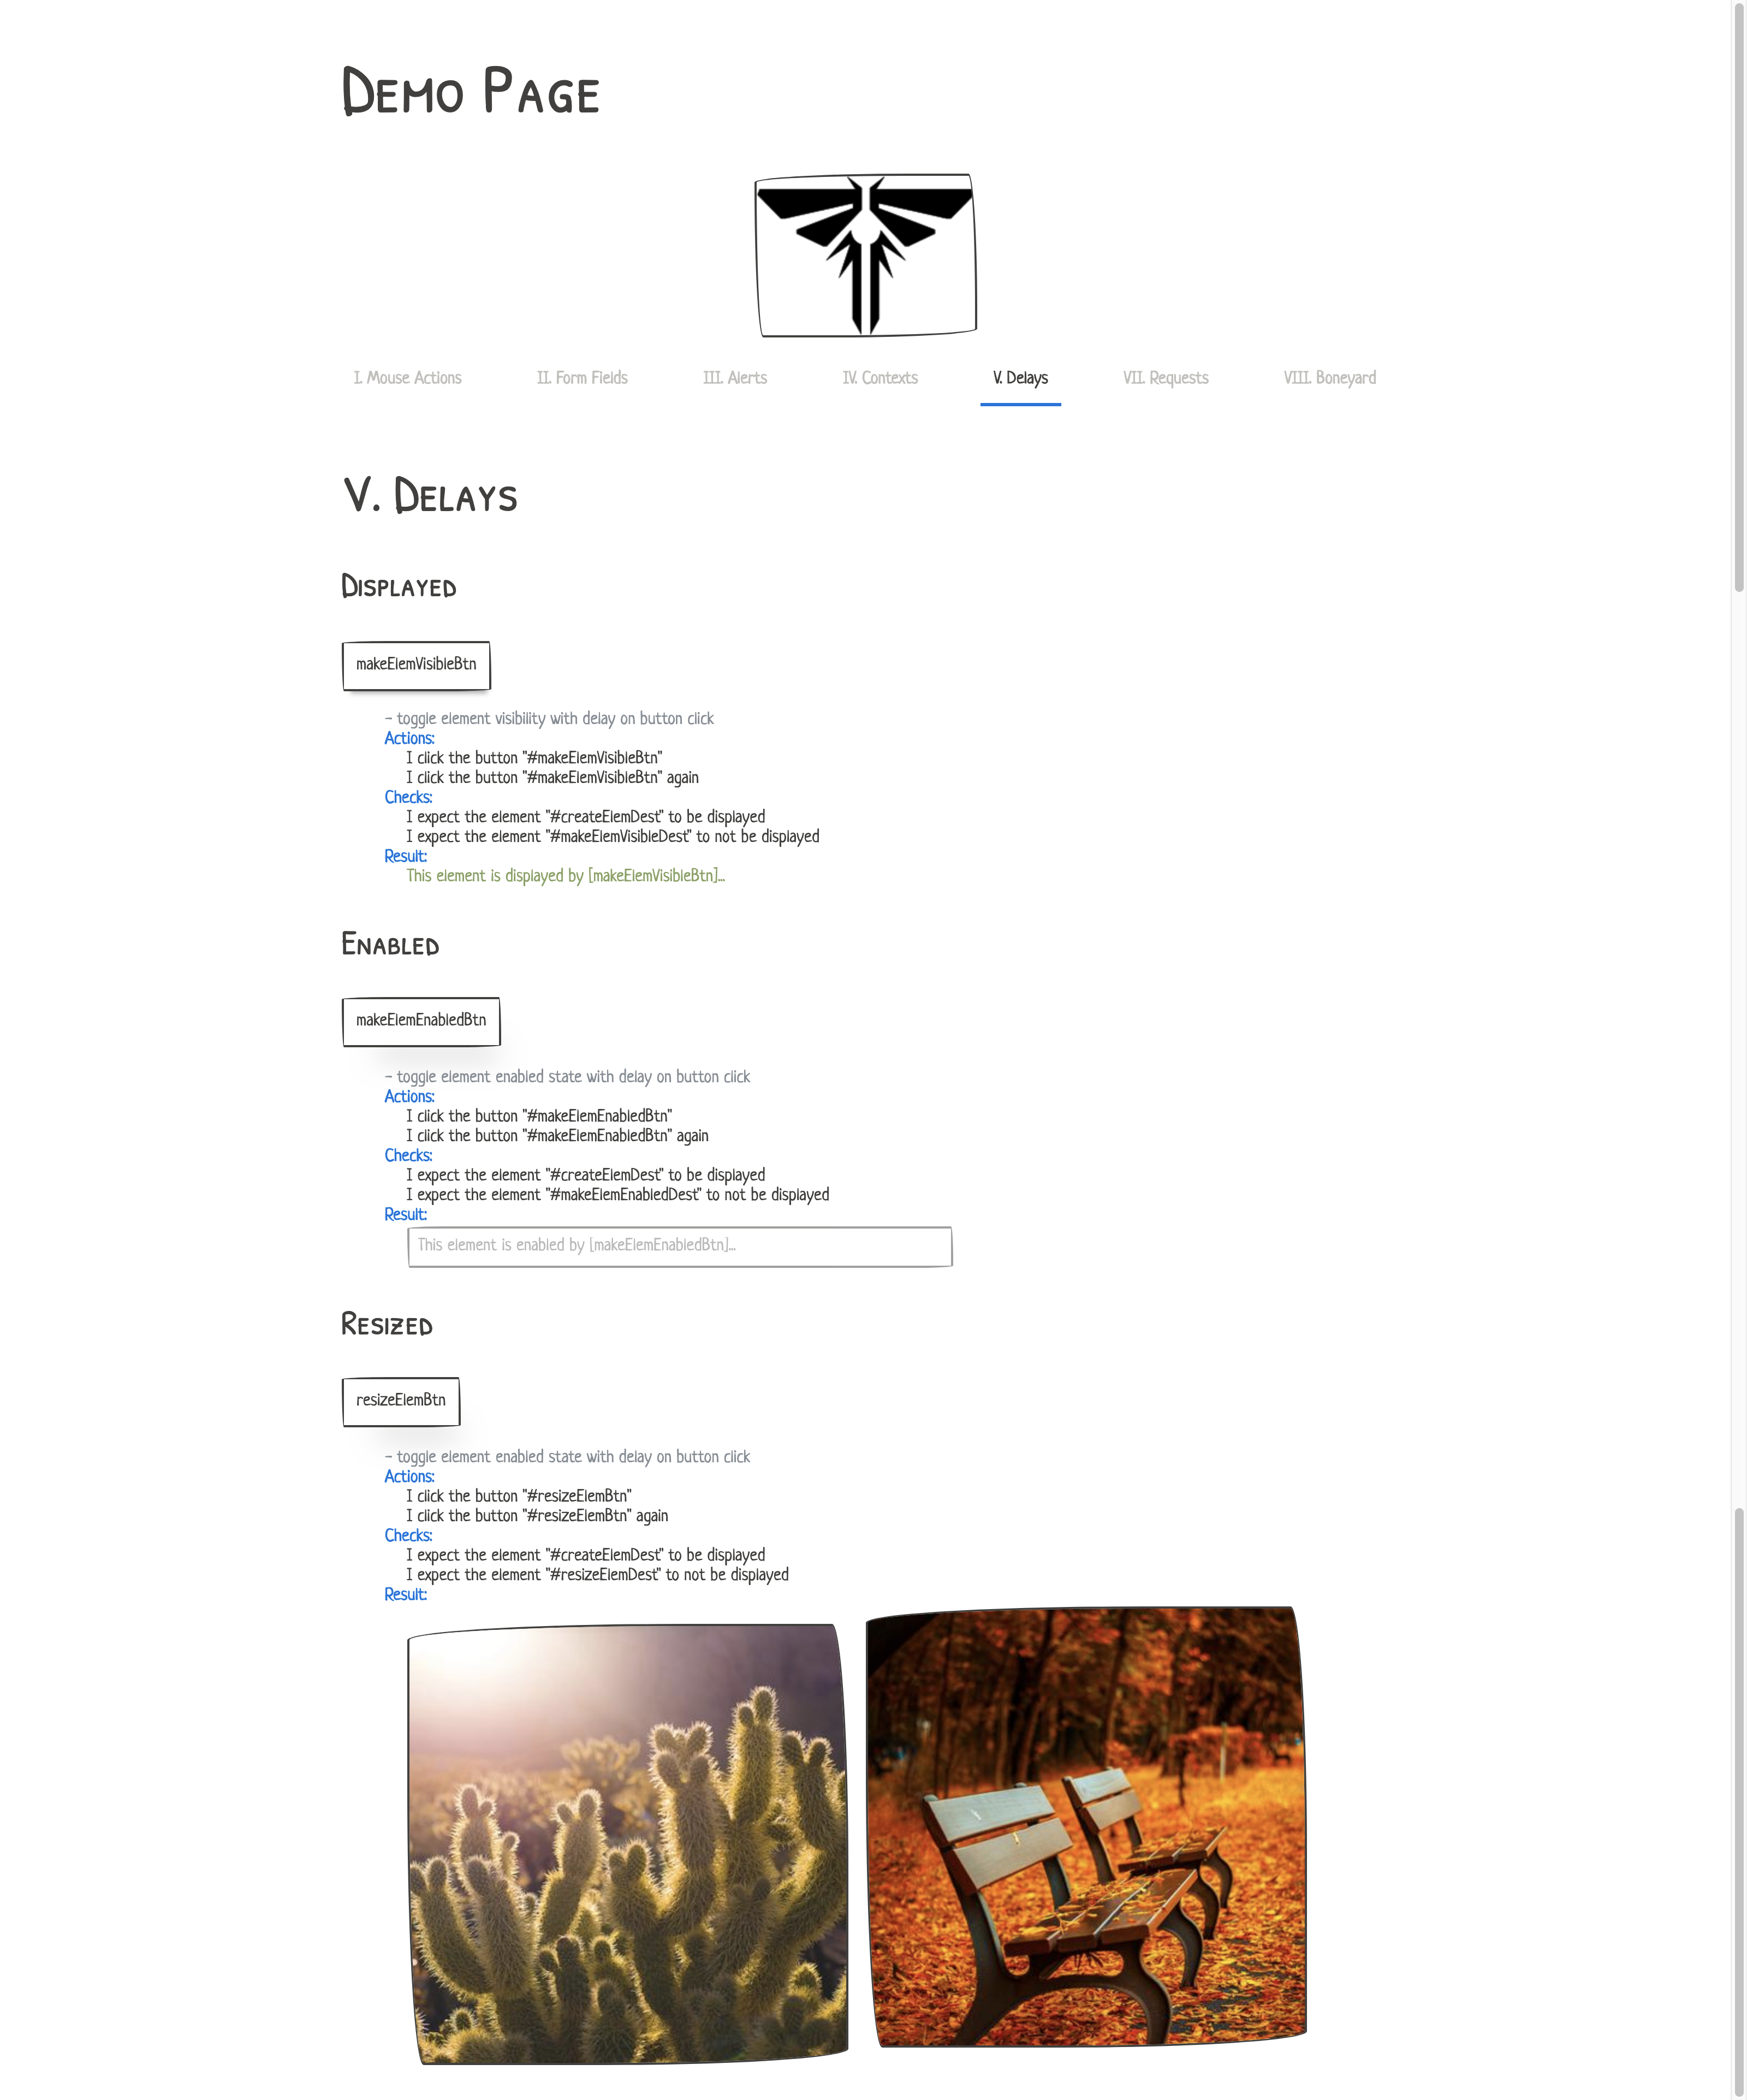 Demo Page
I. Mouse Actions II. Form Fields III. Alerts IV. Contexts V. Delays VII. Requests VIII. Boneyard
V. Delays
Displayed
makeElemVisibleBtn
- toggle element visibility with delay on button click
Actions:
I click the button "#makeElemVisibleBtn"
I click the button "#makeElemVisibleBtn" again
Checks:
I expect the element "#createElemDest" to be displayed
I expect the element "#makeElemVisibleDest" to not be displayed
Result:
This element is displayed by [makeElemVisibleBtn]...
Enabled
makeElemEnabledBtn
- toggle element enabled state with delay on button click
Actions:
I click the button "#makeElemEnabledBtn"
I click the button "#makeElemEnabledBtn" again
Checks:
I expect the element "#createElemDest" to be displayed
I expect the element "#makeElemEnabledDest" to not be displayed
Result:
This element is enabled by [makeElemEnabledBtn]...
Resized
resizeElemBtn
- toggle element enabled state with delay on button click
Actions:
I click the button "#resizeElemBtn"
I click the button "#resizeElemBtn" again
Checks:
I expect the element "#createElemDest" to be displayed
I expect the element "#resizeElemDest" to not be displayed
Result: